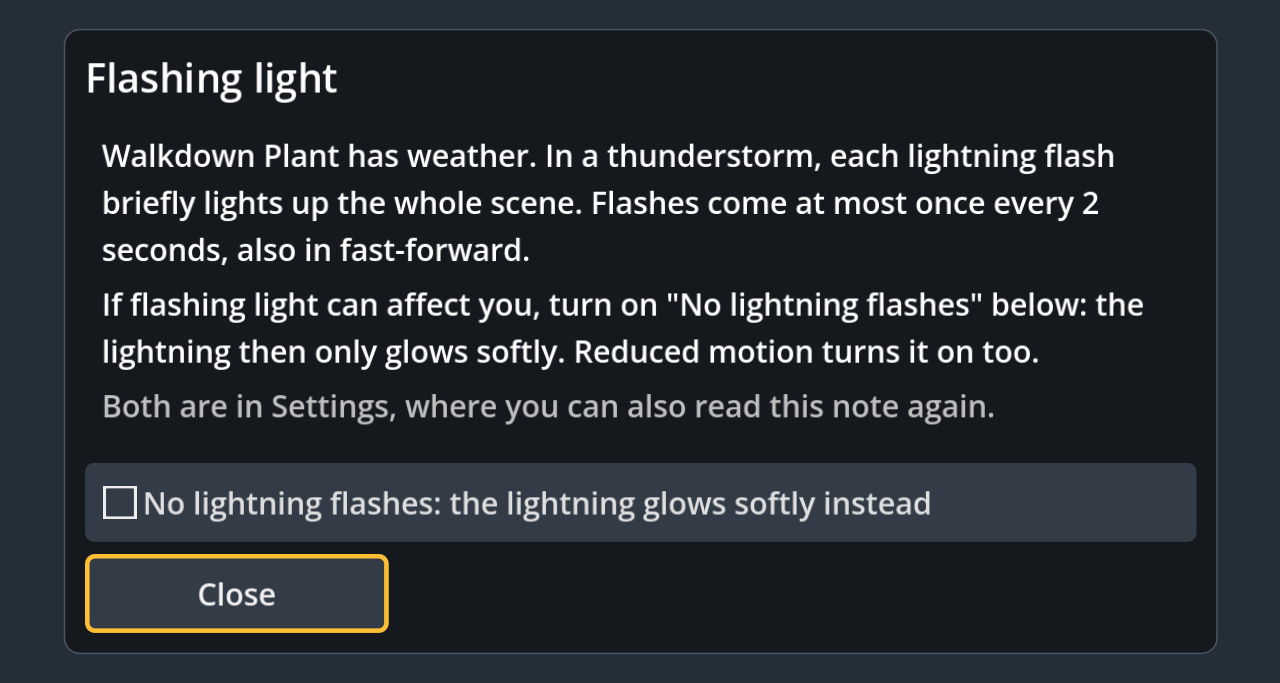 Flashing light
Walkdown Plant has weather. In a thunderstorm, each lightning flash
briefly lights up the whole scene. Flashes come at most once every 2
seconds, also in fast-forward.
If flashing light can affect you, turn on "No lightning flashes" below: the
lightning then only glows softly. Reduced motion turns it on too.
Both are in Settings, where you can also read this note again.
No lightning flashes: the lightning glows softly instead
Close